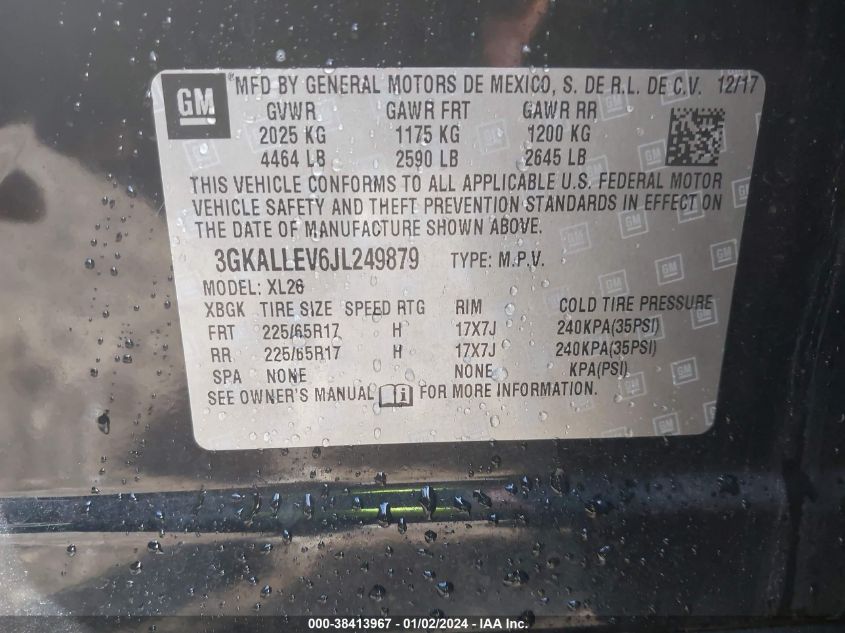 GM ® MFD BY GENERAL MOTORS DE MEXICO, S. DE R.L. DE C.V. 12/17
GVWR GAWR FRT GAWR RR
2025 KG 1175 KG 1200 KG
4464 LB 2590 LB 2645 LB
THIS VEHICLE CONFORMS TO ALL APPLICABLE U.S. FEDERAL MOTOR
VEHICLE SAFETY AND THEFT PREVENTION STANDARDS IN EFFECT ON
THE DATE OF MANUFACTURE SHOWN ABOVE.
3GKALLEV6JL249879 TYPE: M.P.V.
MODEL: XL26
XBGK TIRE SIZE SPEED RTG RIM COLD TIRE PRESSURE
FRT 225/65R17 H 17X7J 240KPA(35PSI)
RR 225/65R17 H 17X7J 240KPA(35PSI)
SPA NONE NONE KPA(PSI)
SEE OWNER'S MANUAL FOR MORE INFORMATION.
000-38413967 - 01/02/2024 - IAA Inc.